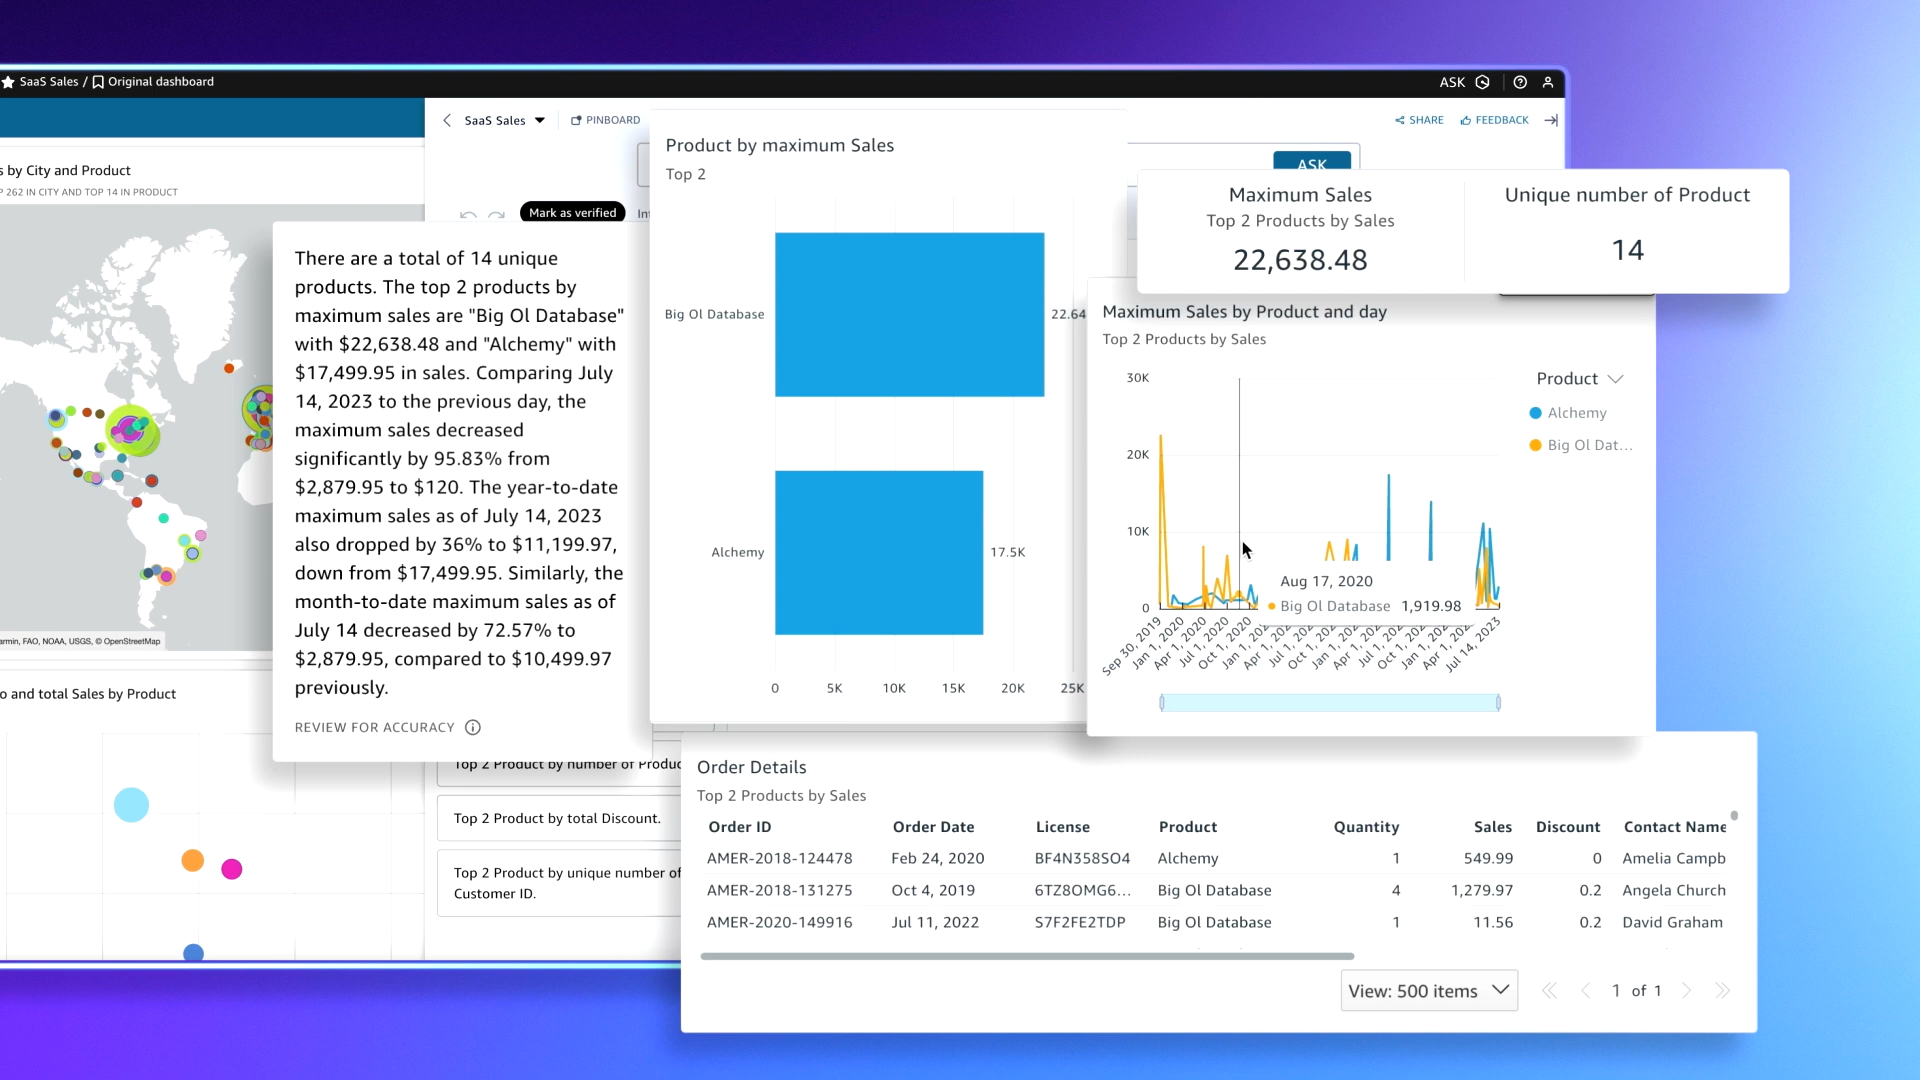 SaaS Sales / Original dashboard
ASK
by City and Product
262 IN CITY AND TOP 14 IN PRODUCT
FAO, NOAA, USGS, © OpenStreetMap
and total Sales by Product
SaaS Sales
PINBOARD
SHARE
FEEDBACK
ASK
Mark as verified
There are a total of 14 unique
products. The top 2 products by
maximum sales are "Big Ol Database"
with $22,638.48 and "Alchemy" with
$17,499.95 in sales. Comparing July
14, 2023 to the previous day, the
maximum sales decreased
significantly by 95.83% from
$2,879.95 to $120. The year-to-date
maximum sales as of July 14, 2023
also dropped by 36% to $11,199.97,
down from $17,499.95. Similarly, the
month-to-date maximum sales as of
July 14 decreased by 72.57% to
$2,879.95, compared to $10,499.97
previously.
REVIEW FOR ACCURACY
Top 2 Product by number of Produc
Top 2 Product by total Discount.
Top 2 Product by unique number of
Customer ID.
Product by maximum Sales
Top 2
Big Ol Database
22.64
Alchemy
17.5K
0 5K 10K 15K 20K 25K
Maximum Sales
Top 2 Products by Sales
22,638.48
Unique number of Product
14
Maximum Sales by Product and day
Top 2 Products by Sales
30K
20K
10K
0
Product
Alchemy
Big Ol Dat...
Aug 17, 2020
Big Ol Database 1,919.98
Sep 30, 2019
Jan 1, 2020
Apr 1, 2020
Jul 1, 2020
Oct 1, 2020
Jul 14, 2023
Order Details
Top 2 Products by Sales
Order ID Order Date License Product Quantity Sales Discount Contact Name
AMER-2018-124478 Feb 24, 2020 BF4N358SO4 Alchemy 1 549.99 0 Amelia Campb
AMER-2018-131275 Oct 4, 2019 6TZ8OMG6... Big Ol Database 4 1,279.97 0.2 Angela Church
AMER-2020-149916 Jul 11, 2022 S7F2FE2TDP Big Ol Database 1 11.56 0.2 David Graham
View: 500 items
1 of 1